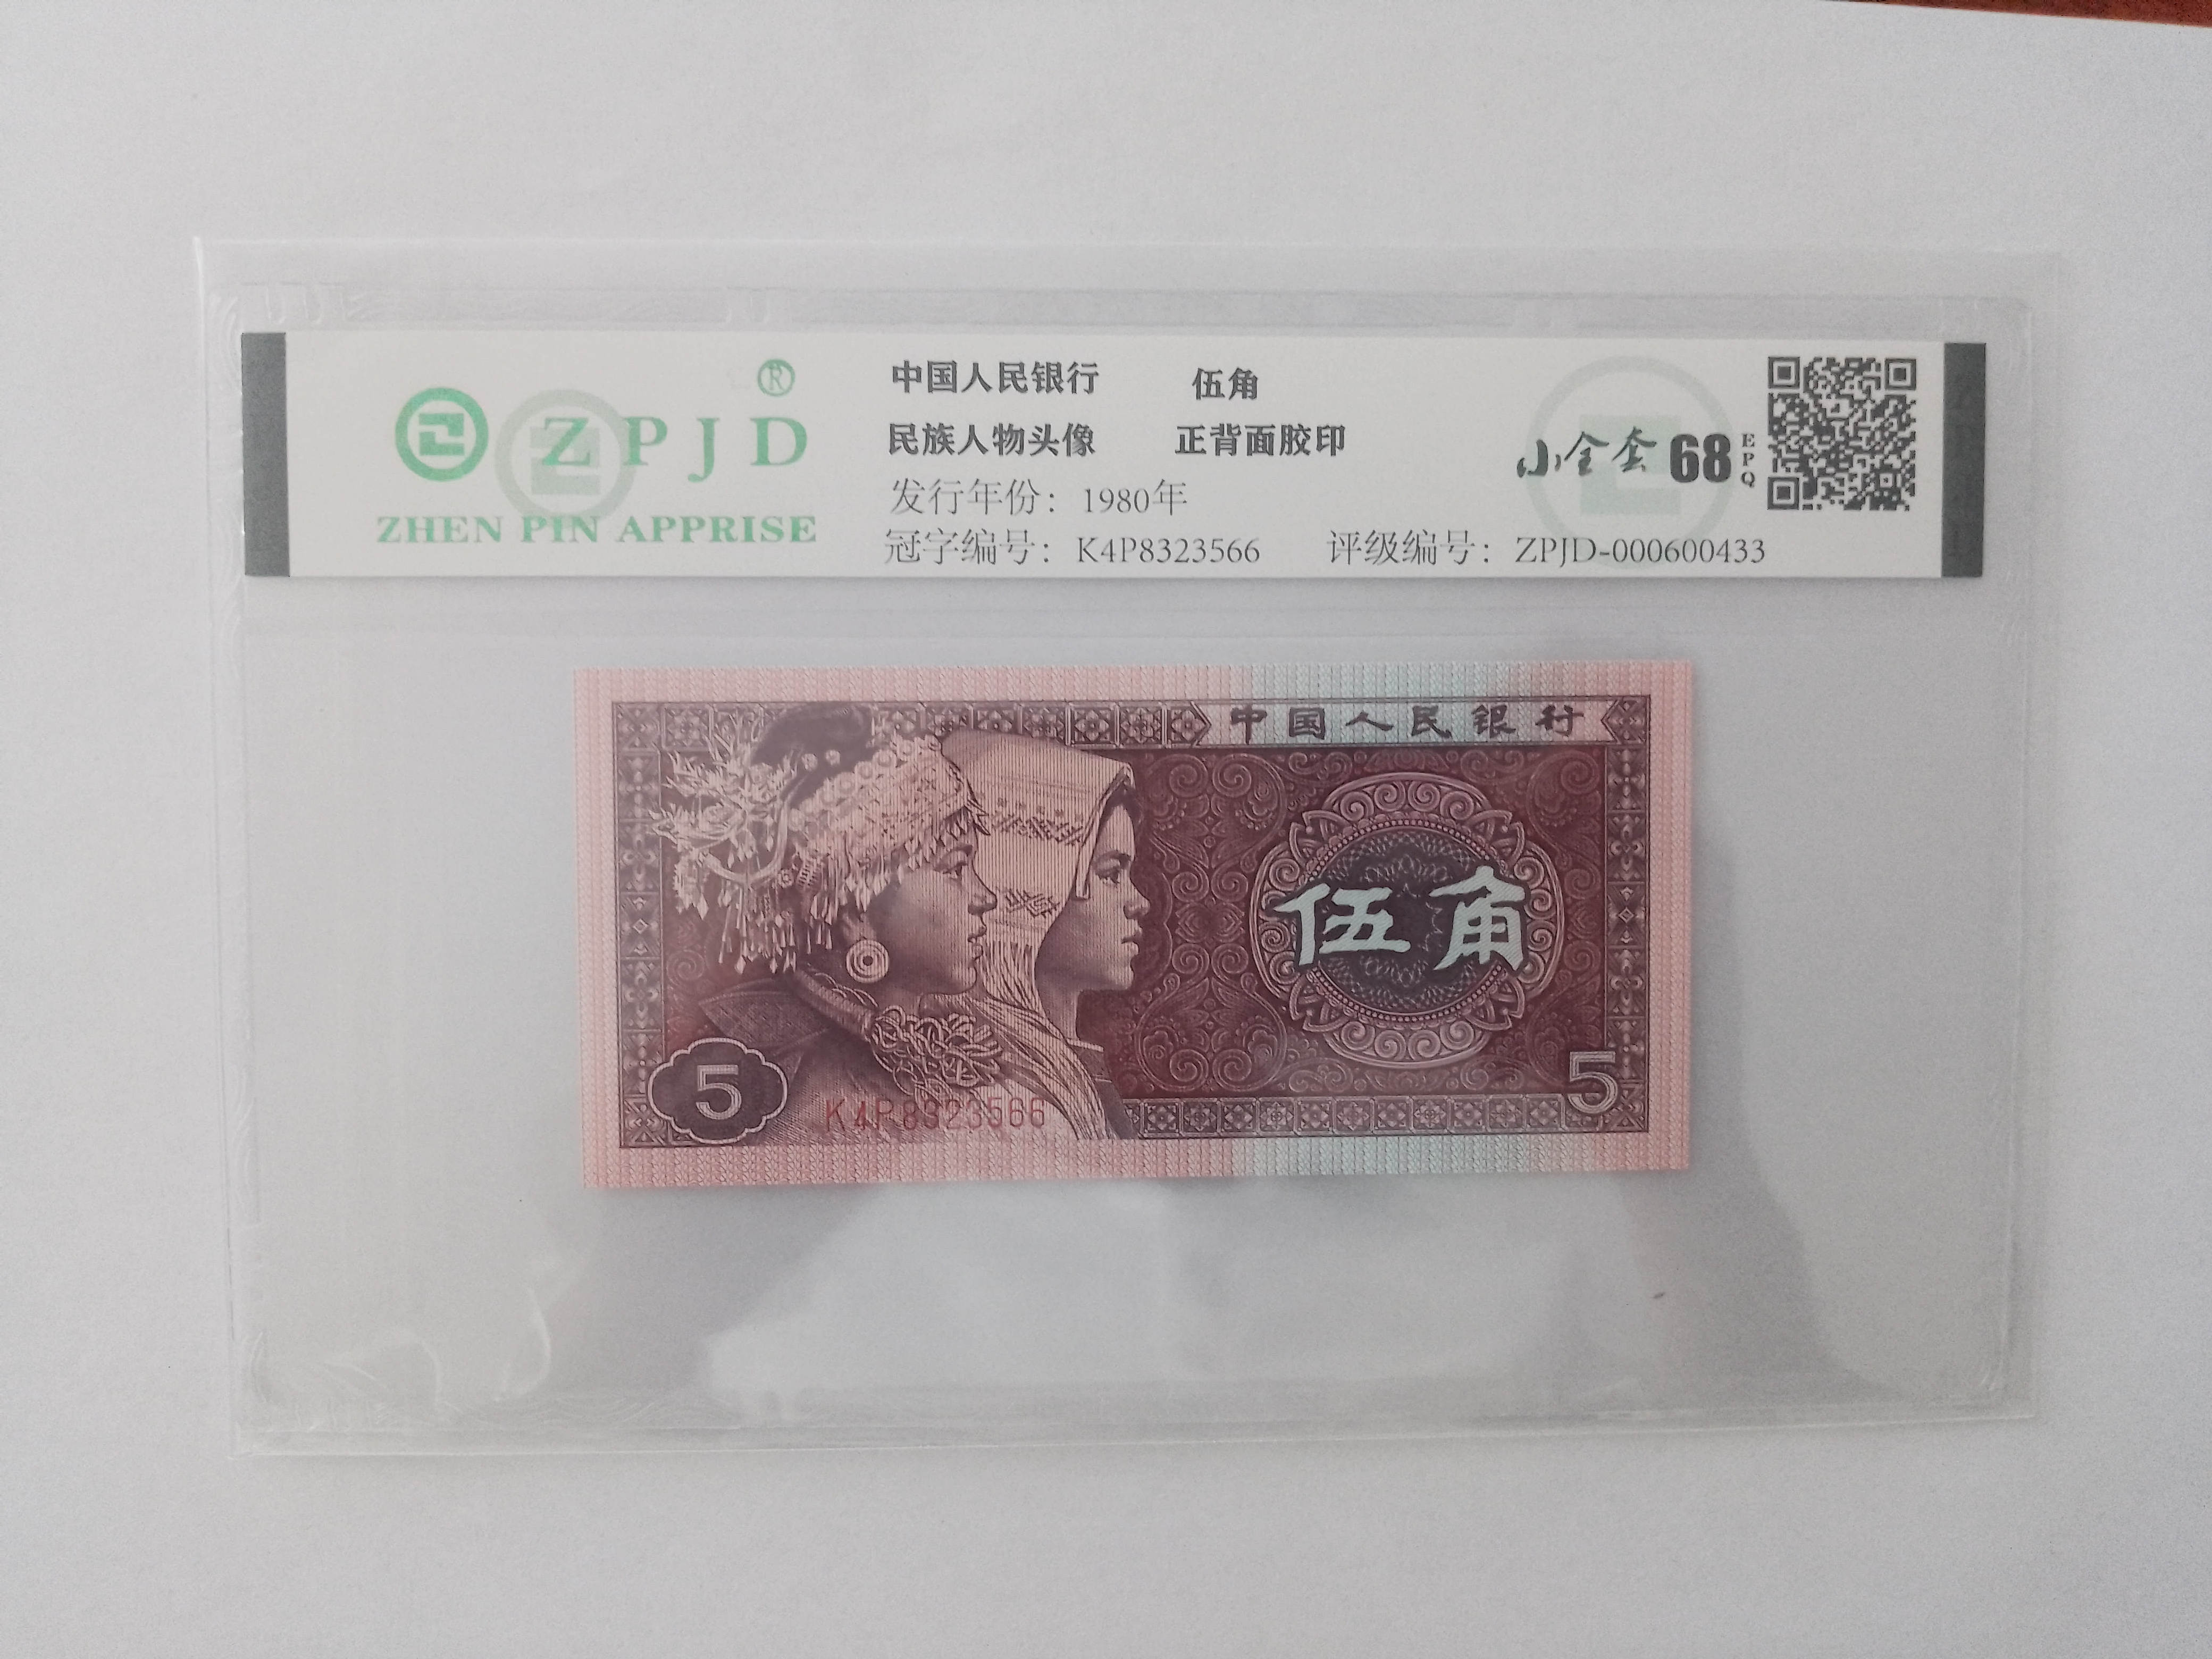 ®
ZPJD
ZHEN PIN APPRISE
中国人民银行 伍角
民族人物头像 正背面胶印
发行年份：1980年
冠字编号：K4P8323566 评级编号：ZPJD-000600433
小全套 68 EPQ
中国人民银行
伍角
5
K4P8323566
5